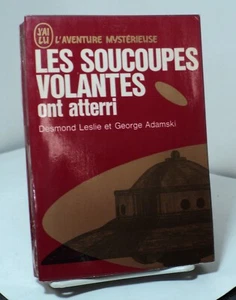 J'AI LU
L'AVENTURE MYSTÉRIEUSE
LES SOUCOUPES
VOLANTES
ont atterri
Desmond Leslie et George Adamski